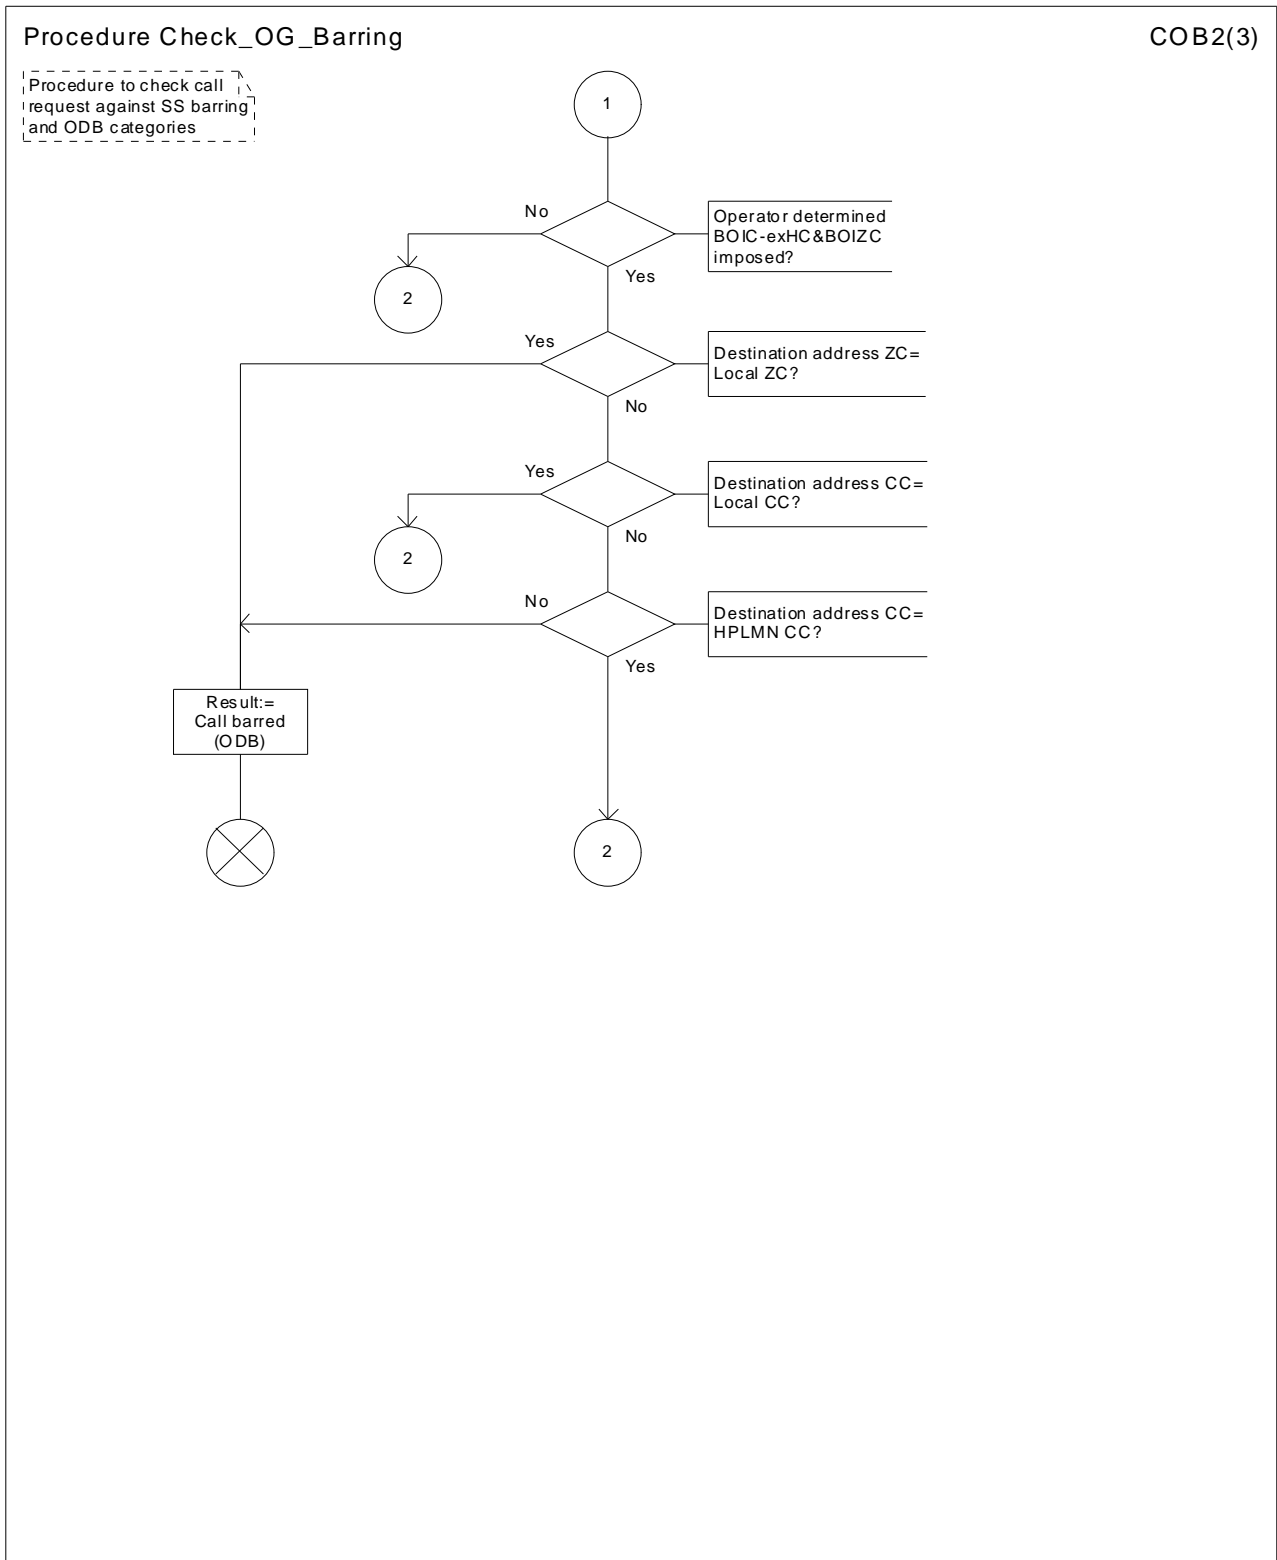 Procedure Check_OG_Barring
COB2(3)
Procedure to check call
request against SS barring
and ODB categories
1
No
Operator determined
BOIC-exHC&BOIZC
imposed?
Yes
2
Yes
Destination address ZC=
Local ZC?
No
Yes
Destination address CC=
Local CC?
No
2
No
Destination address CC=
HPLMN CC?
Yes
Result:=
Call barred
(ODB)
2